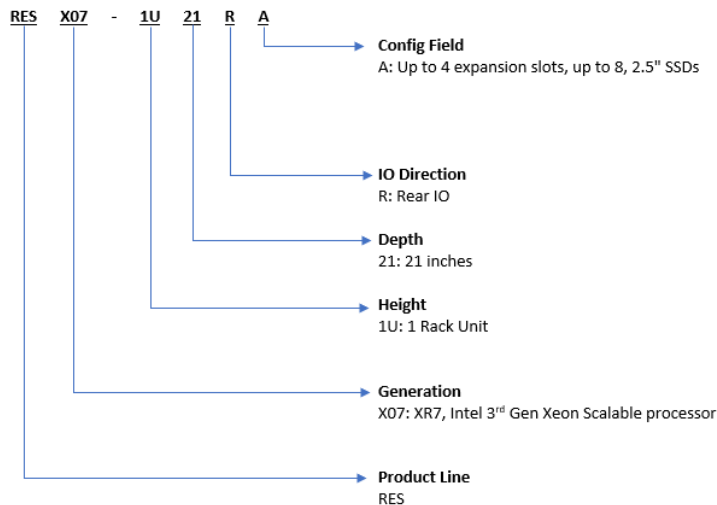 RES X07 - 1U 21 R A
Config Field
A: Up to 4 expansion slots, up to 8, 2.5" SSDs
IO Direction
R: Rear IO
Depth
21: 21 inches
Height
1U: 1 Rack Unit
Generation
X07: XR7, Intel 3rd Gen Xeon Scalable processor
Product Line
RES